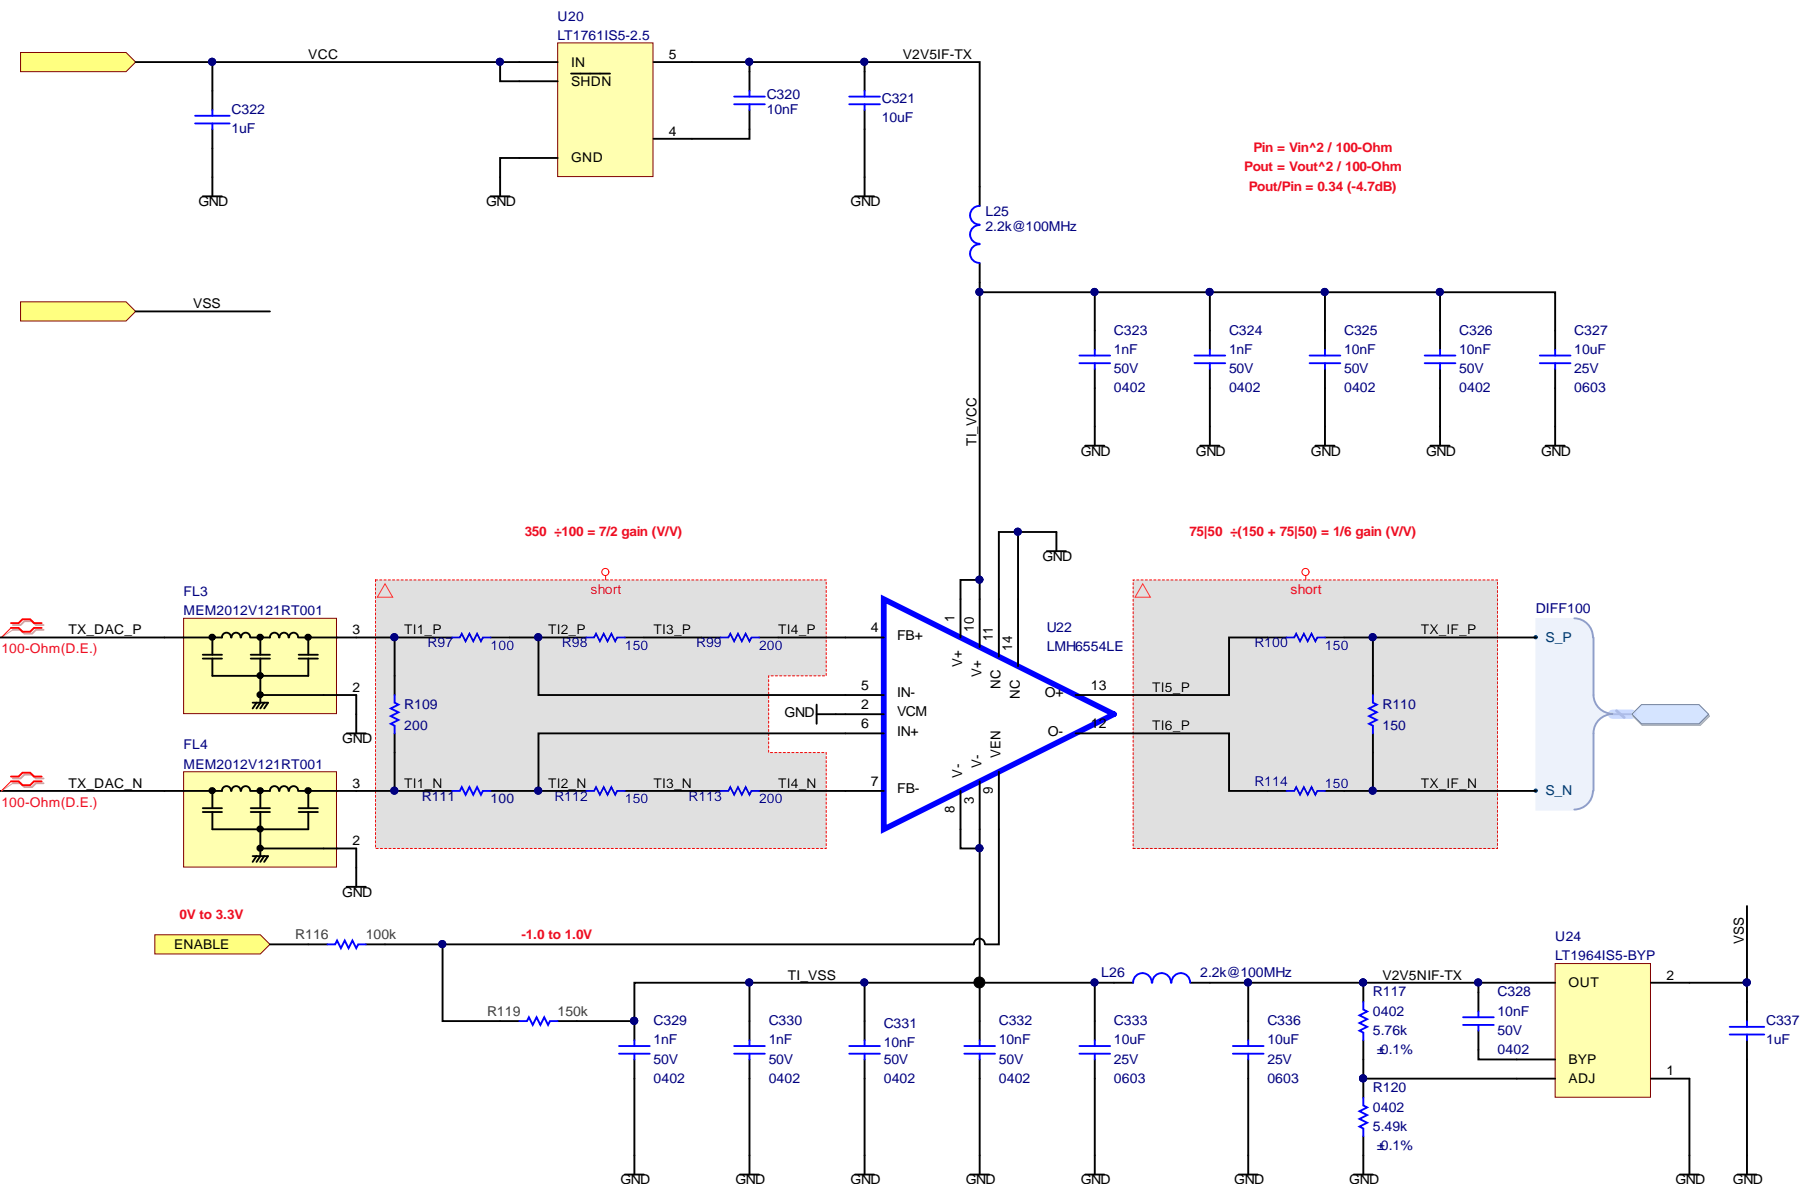 U20
LT1761IS5-2.5
VCC
IN
SHDN
GND
5
4
V2V5IF-TX
C322
1uF
C320
10nF
C321
10uF
GND
GND
GND
Pin = Vin^2 / 100-Ohm
Pout = Vout^2 / 100-Ohm
Pout/Pin = 0.34 (-4.7dB)
L25
2.2k@100MHz
VSS
C323
1nF
50V
0402
C324
1nF
50V
0402
C325
10nF
50V
0402
C326
10nF
50V
0402
C327
10uF
25V
0603
GND
GND
GND
GND
GND
TI_VCC
350 ÷100 = 7/2 gain (V/V)
75|50 ÷(150 + 75|50) = 1/6 gain (V/V)
GND
short
short
FL3
MEM2012V121RT001
TX_DAC_P
100-Ohm(D.E.)
3
2
GND
TI1_P
R97
100
TI2_P
R98
150
TI3_P
R99
200
TI4_P
4
FB+
5
IN-
GND
2
VCM
6
IN+
7
FB-
1
V+
10
V+
11
NC
14
NC
U22
LMH6554LE
O+
13
TI5_P
O-
12
TI6_P
VEN
V-
V-
8
3
9
R100
150
TX_IF_P
R110
150
R114
150
TX_IF_N
DIFF100
S_P
S_N
R109
200
FL4
MEM2012V121RT001
TX_DAC_N
100-Ohm(D.E.)
3
2
GND
TI1_N
R111
100
TI2_N
R112
150
TI3_N
R113
200
TI4_N
0V to 3.3V
ENABLE
R116
100k
-1.0 to 1.0V
R119
150k
TI_VSS
L26
2.2k@100MHz
V2V5NIF-TX
C329
1nF
50V
0402
C330
1nF
50V
0402
C331
10nF
50V
0402
C332
10nF
50V
0402
C333
10uF
25V
0603
C336
10uF
25V
0603
R117
0402
5.76k
±0.1%
R120
0402
5.49k
±0.1%
C328
10nF
50V
0402
U24
LT1964IS5-BYP
OUT
BYP
ADJ
2
1
VSS
C337
1uF
GND
GND
GND
GND
GND
GND
GND
GND
GND